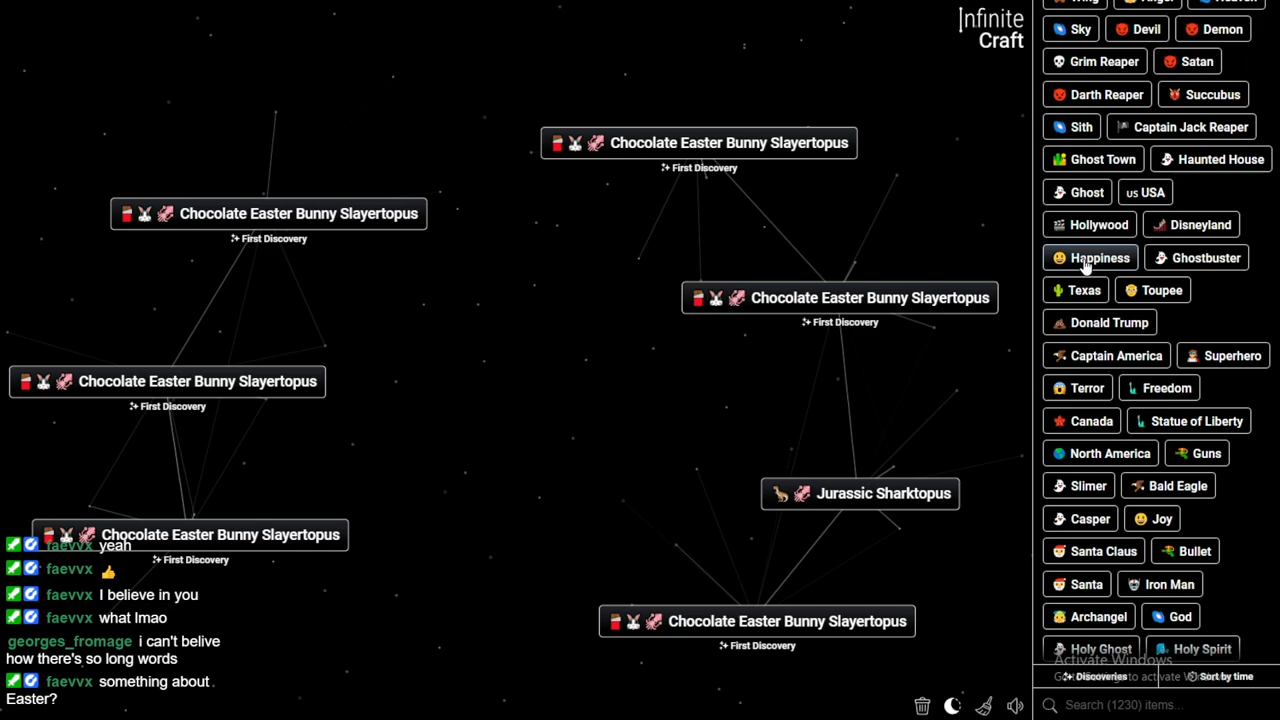 Infinite
Craft
Chocolate Easter Bunny Slayertopus
First Discovery
Chocolate Easter Bunny Slayertopus
First Discovery
Chocolate Easter Bunny Slayertopus
First Discovery
Chocolate Easter Bunny Slayertopus
First Discovery
Jurassic Sharktopus
Chocolate Easter Bunny Slayertopus
First Discovery
Chocolate Easter Bunny Slayertopus
First Discovery
faevvx yeah
faevvx 👍
faevvx I believe in you
faevvx what lmao
georges_fromage i can't belive
how there's so long words
faevvx something about
Easter?
Sky Devil Demon
Grim Reaper Satan
Darth Reaper Succubus
Sith Captain Jack Reaper
Ghost Town Haunted House
Ghost us USA
Hollywood Disneyland
Happiness Ghostbuster
Texas Toupee
Donald Trump
Captain America Superhero
Terror Freedom
Canada Statue of Liberty
North America Guns
Slimer Bald Eagle
Casper Joy
Santa Claus Bullet
Santa Iron Man
Archangel God
Holy Ghost Holy Spirit
Activate Windows
Discoveries Sort by time
Search (1230) items...